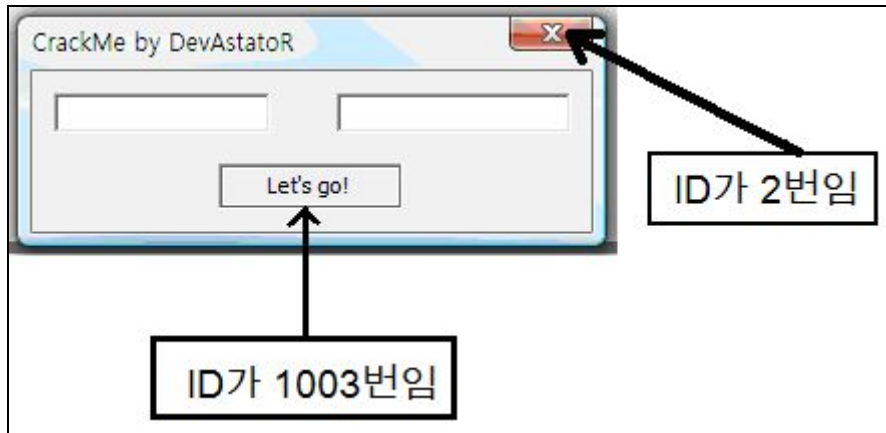 CrackMe by DevAstatoR
Let's go!
ID가 2번임
ID가 1003번임